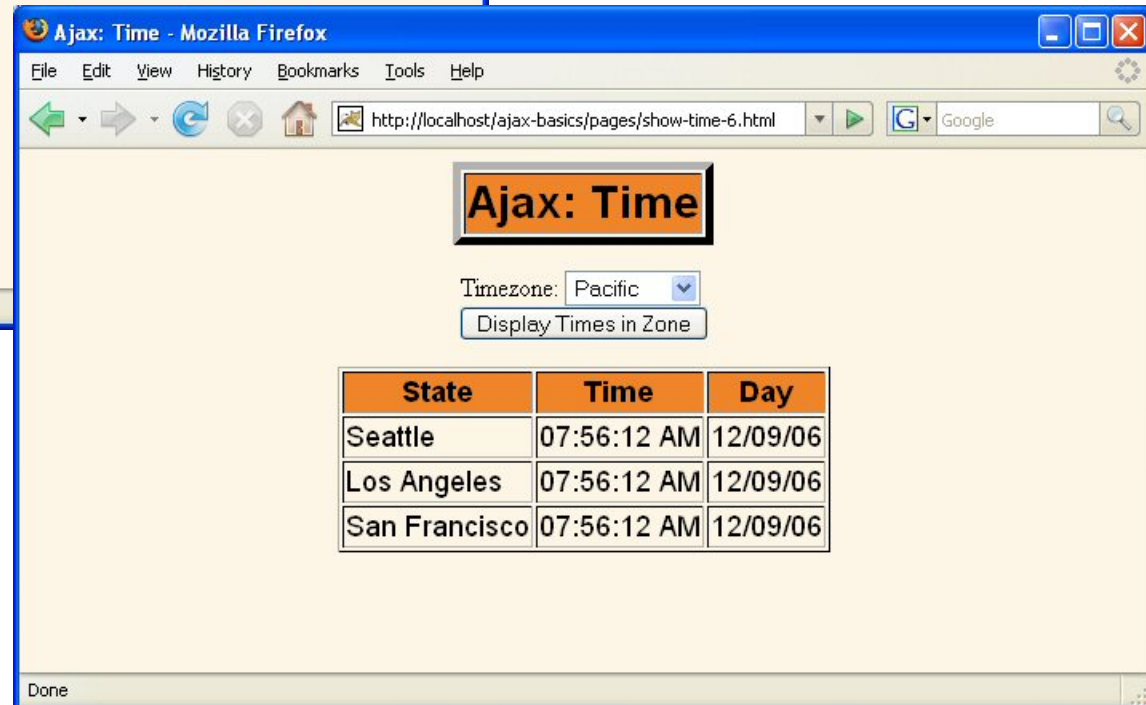 Ajax: Time - Mozilla Firefox
File Edit View History Bookmarks Tools Help
http://localhost/ajax-basics/pages/show-time-6.html
G Google
Ajax: Time
Timezone: Pacific
Display Times in Zone
State Time Day
Seattle 07:56:12 AM 12/09/06
Los Angeles 07:56:12 AM 12/09/06
San Francisco 07:56:12 AM 12/09/06
Done